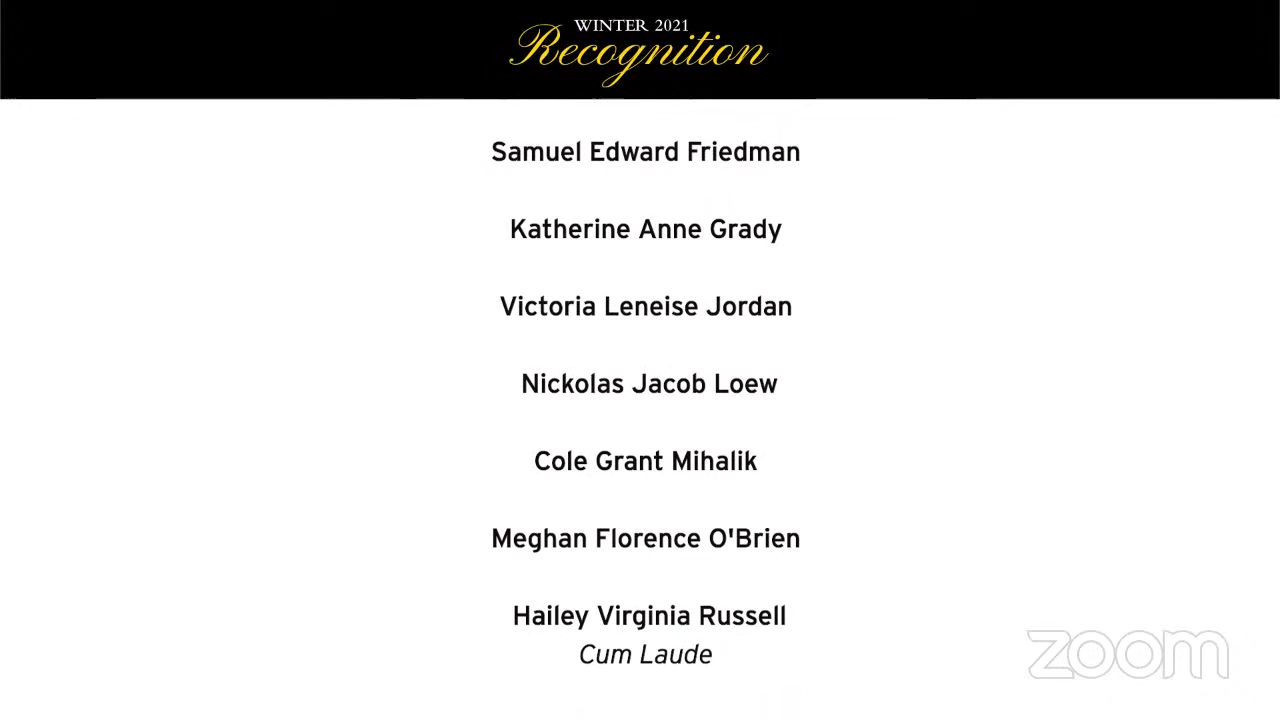 WINTER 2021
Recognition
Samuel Edward Friedman
Katherine Anne Grady
Victoria Leneise Jordan
Nickolas Jacob Loew
Cole Grant Mihalik
Meghan Florence O'Brien
Hailey Virginia Russell
Cum Laude
zoom